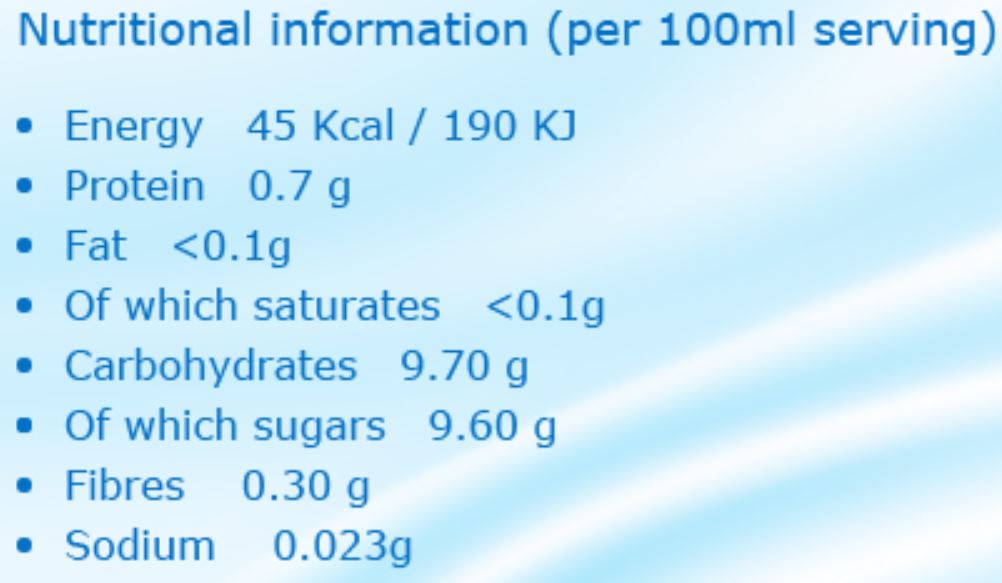 Nutritional information (per 100ml serving)
• Energy 45 Kcal / 190 KJ
• Protein 0.7 g
• Fat <0.1g
• Of which saturates <0.1g
• Carbohydrates 9.70 g
• Of which sugars 9.60 g
• Fibres 0.30 g
• Sodium 0.023g